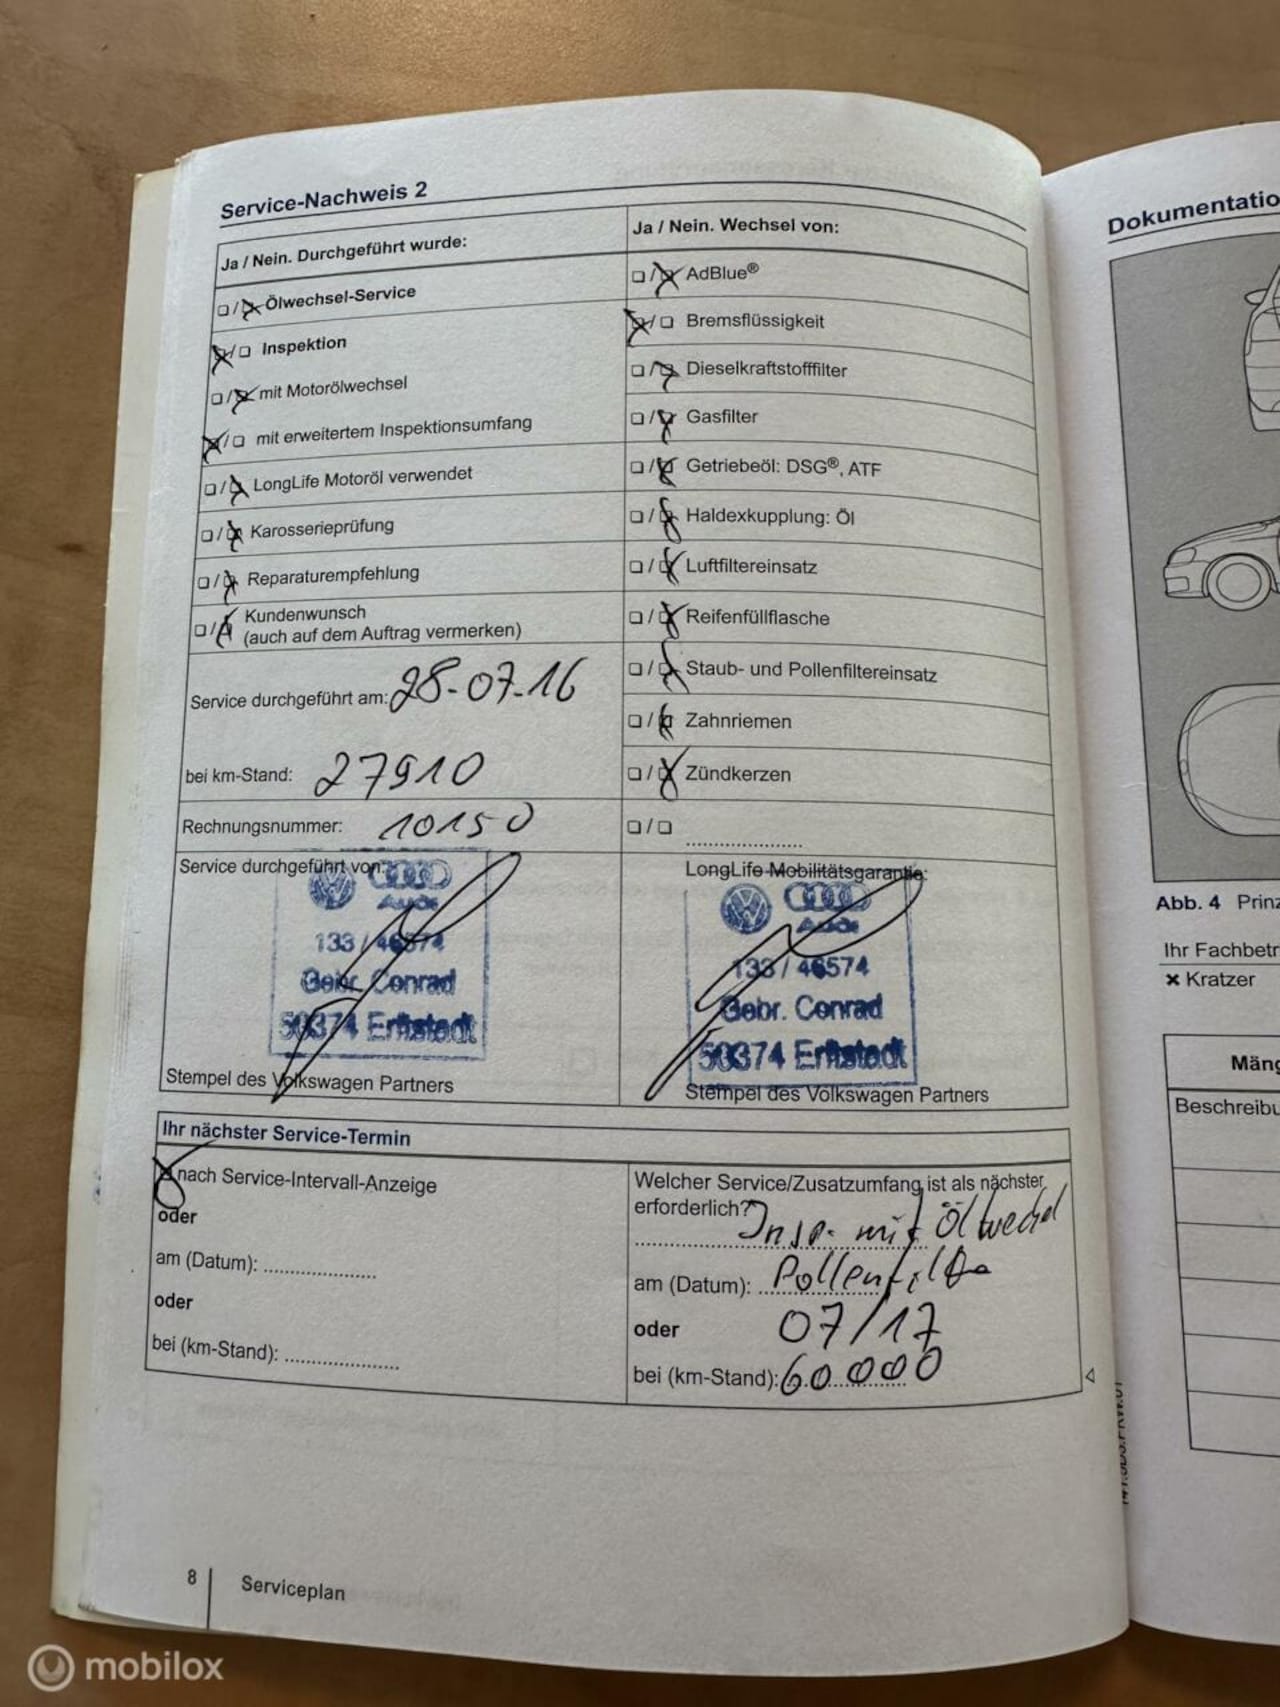 Service-Nachweis 2
Ja / Nein. Durchgeführt wurde:
Ölwechsel-Service
Inspektion
mit Motorölwechsel
mit erweitertem Inspektionsumfang
LongLife Motoröl verwendet
Karosserieprüfung
Reparaturempfehlung
Kundenwunsch
(auch auf dem Auftrag vermerken)
Service durchgeführt am: 28-07-16
bei km-Stand: 27910
Rechnungsnummer: 10150
Service durchgeführt von:
Audi
133 / 46574
Gebr. Conrad
50374 Erftstadt
Stempel des Volkswagen Partners
Ja / Nein. Wechsel von:
AdBlue®
Bremsflüssigkeit
Dieselkraftstofffilter
Gasfilter
Getriebeöl: DSG®, ATF
Haldexkupplung: Öl
Luftfiltereinsatz
Reifenfüllflasche
Staub- und Pollenfiltereinsatz
Zahnriemen
Zündkerzen
LongLife Mobilitätsgarantie:
Audi
133 / 46574
Gebr. Conrad
50374 Erftstadt
Stempel des Volkswagen Partners
Ihr nächster Service-Termin
nach Service-Intervall-Anzeige
oder
am (Datum):
oder
bei (km-Stand):
Welcher Service/Zusatzumfang ist als nächster
erforderlich? Insp. mit Ölwechsel
Pollenfilter
am (Datum): 07/17
oder
bei (km-Stand): 60000
8 Serviceplan
Dokumentatio
Abb. 4 Prinz
Ihr Fachbetr
Kratzer
Mäng
Beschreibu
mobilox